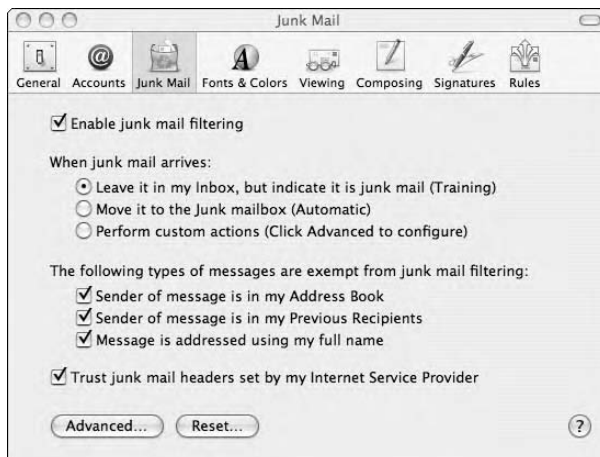 Junk Mail
General Accounts Junk Mail Fonts & Colors Viewing Composing Signatures Rules
Enable junk mail filtering
When junk mail arrives:
Leave it in my Inbox, but indicate it is junk mail (Training)
Move it to the Junk mailbox (Automatic)
Perform custom actions (Click Advanced to configure)
The following types of messages are exempt from junk mail filtering:
Sender of message is in my Address Book
Sender of message is in my Previous Recipients
Message is addressed using my full name
Trust junk mail headers set by my Internet Service Provider
Advanced... Reset... ?